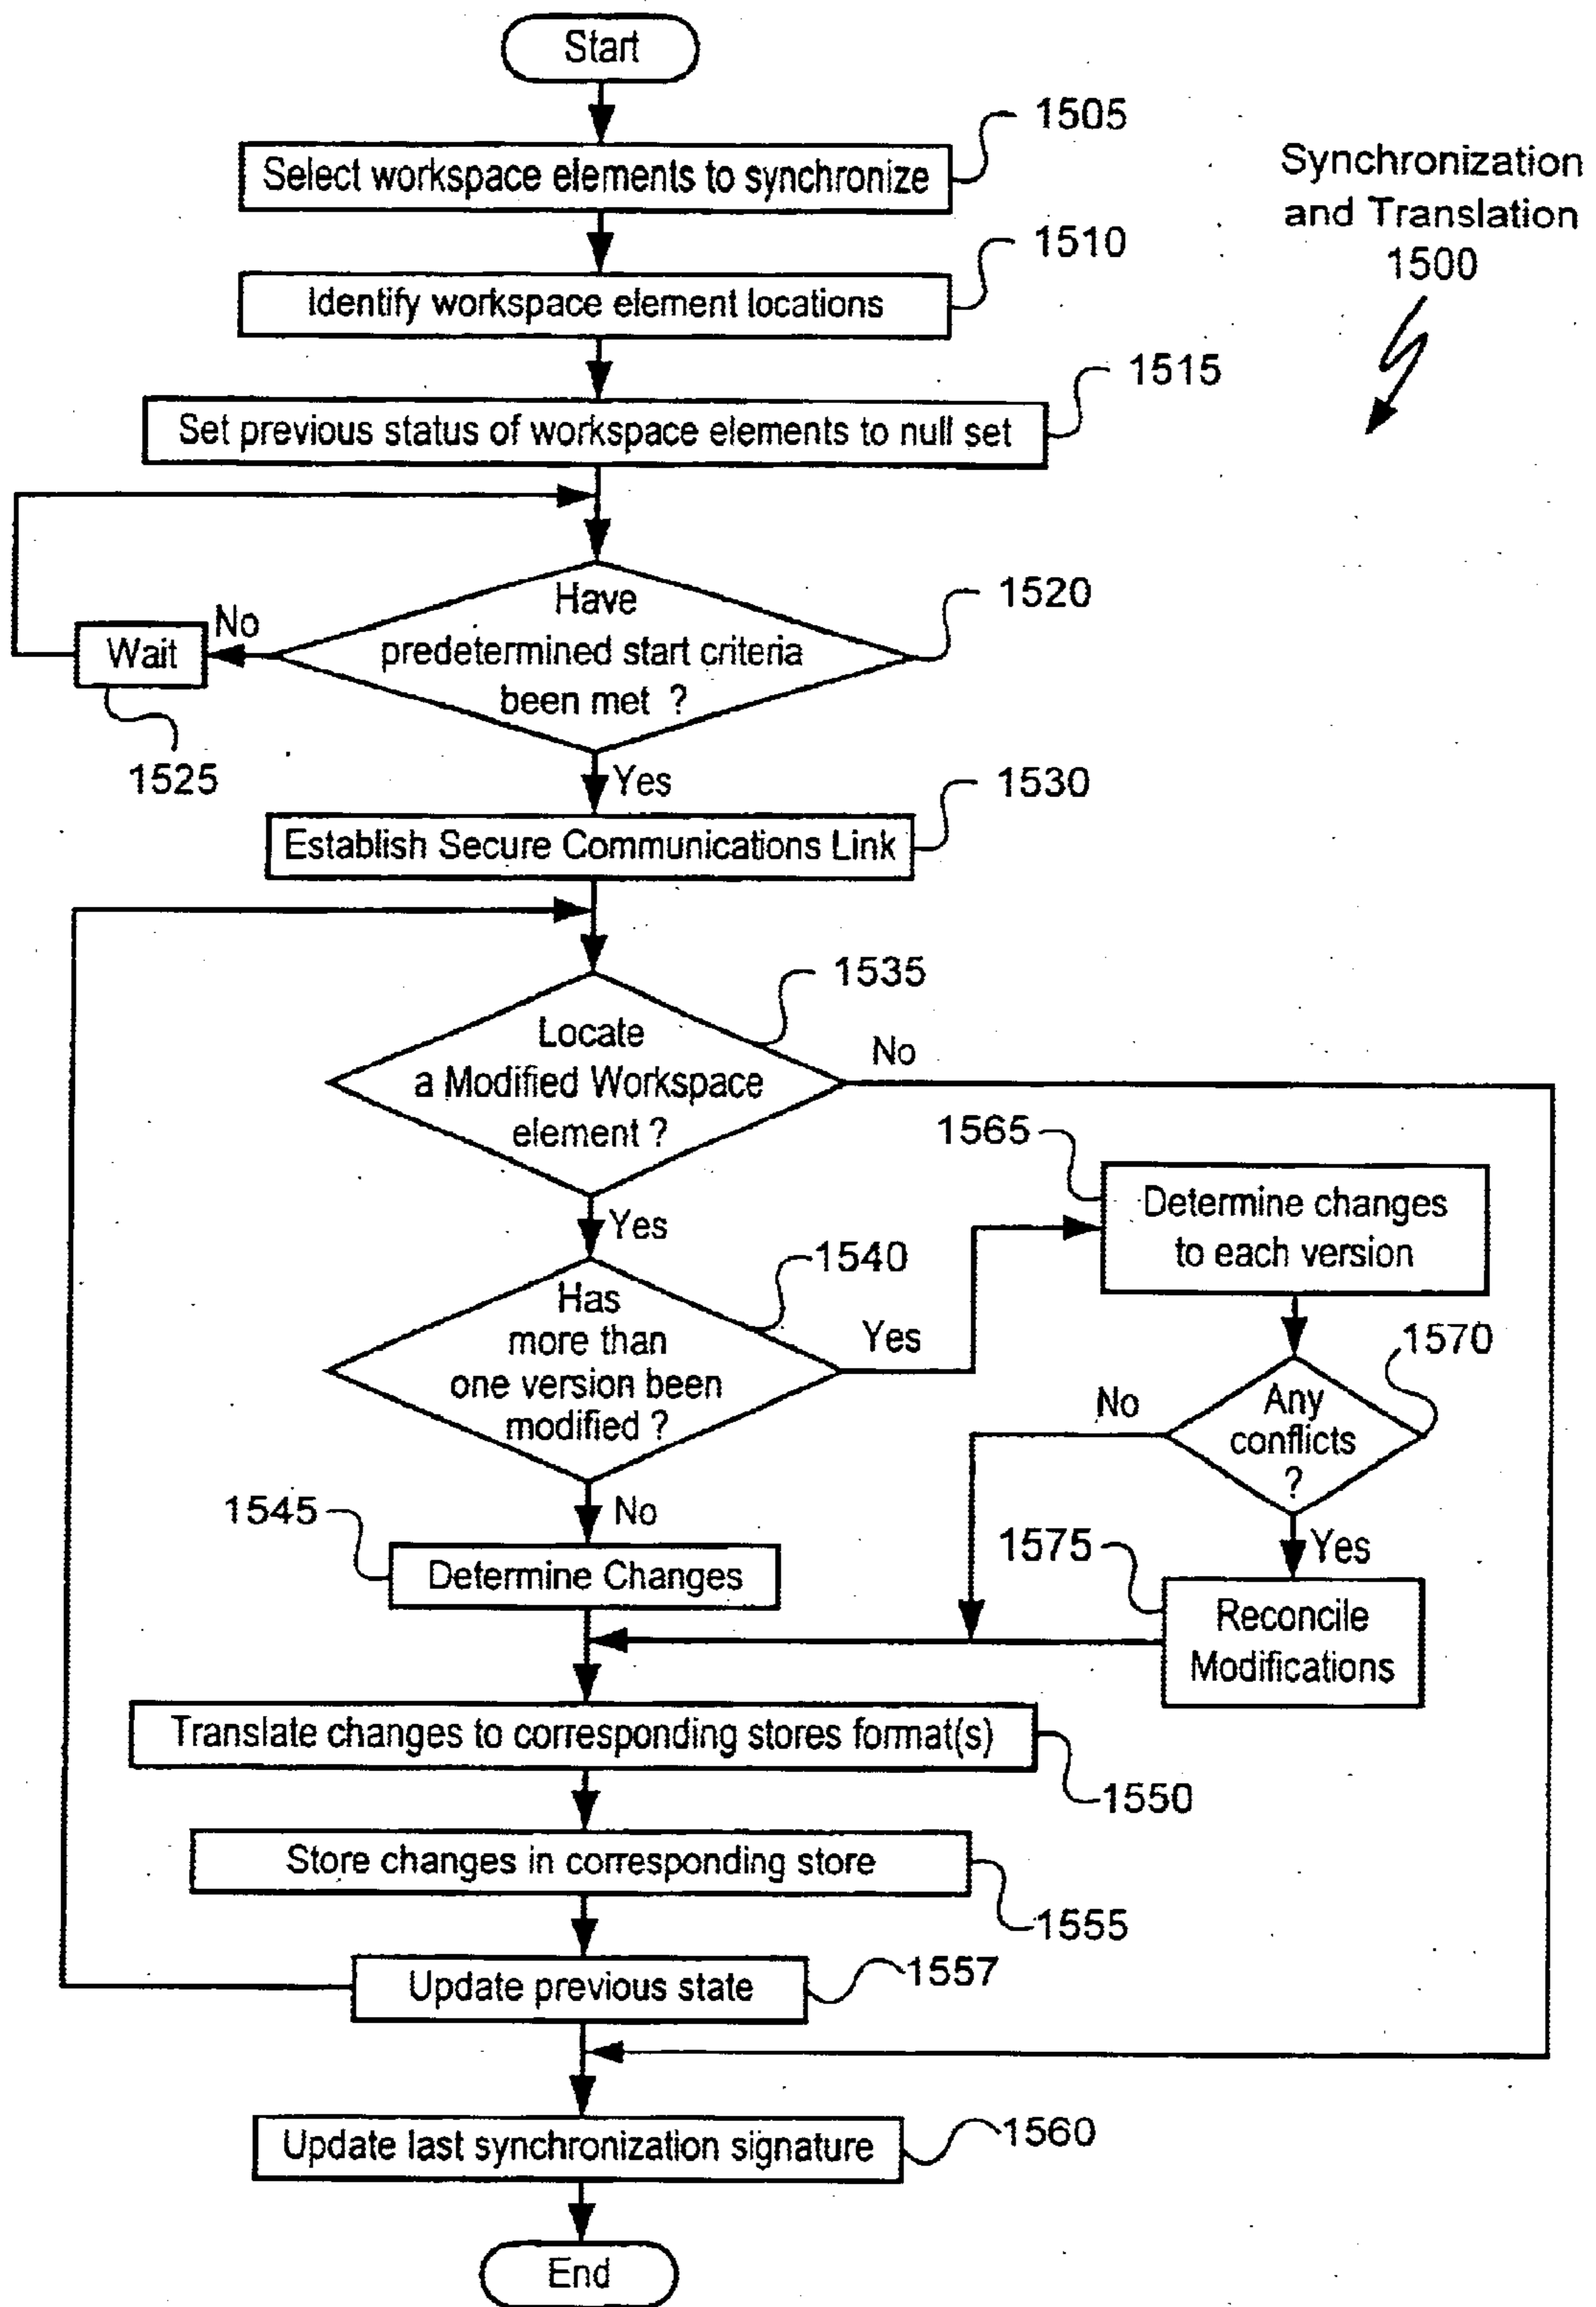 Start
1505
Select workspace elements to synchronize
Synchronization
and Translation
1500
1510
Identify workspace element locations
1515
Set previous status of workspace elements to null set
1520
Have
predetermined start criteria
been met ?
No
Wait
1525
Yes
1530
Establish Secure Communications Link
1535
Locate
a Modified Workspace
element ?
No
Yes
1565
Determine changes
to each version
1540
Has
more than
one version been
modified ?
Yes
1570
Any
conflicts
?
No
Yes
No
1545
Determine Changes
1575
Reconcile
Modifications
Translate changes to corresponding stores format(s)
1550
Store changes in corresponding store
1555
Update previous state
1557
Update last synchronization signature
1560
End